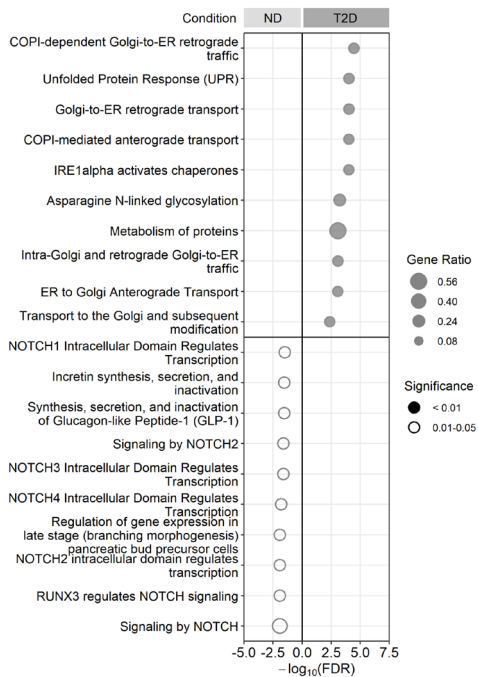 Condition ND T2D
COPI-dependent Golgi-to-ER retrograde
traffic
Unfolded Protein Response (UPR)
Golgi-to-ER retrograde transport
COPI-mediated anterograde transport
IRE1alpha activates chaperones
Asparagine N-linked glycosylation
Metabolism of proteins
Intra-Golgi and retrograde Golgi-to-ER
traffic
ER to Golgi Anterograde Transport
Transport to the Golgi and subsequent
modification
NOTCH1 Intracellular Domain Regulates
Transcription
Incretin synthesis, secretion, and
inactivation
Synthesis, secretion, and inactivation
of Glucagon-like Peptide-1 (GLP-1)
Signaling by NOTCH2
NOTCH3 Intracellular Domain Regulates
Transcription
NOTCH4 Intracellular Domain Regulates
Transcription
Regulation of gene expression in
late stage (branching morphogenesis)
pancreatic bud precursor cells
NOTCH2 intracellular domain regulates
transcription
RUNX3 regulates NOTCH signaling
Signaling by NOTCH
-5.0 -2.5 0.0 2.5 5.0 7.5
−log10(FDR)
Gene Ratio
0.56
0.40
0.24
0.08
Significance
< 0.01
0.01-0.05